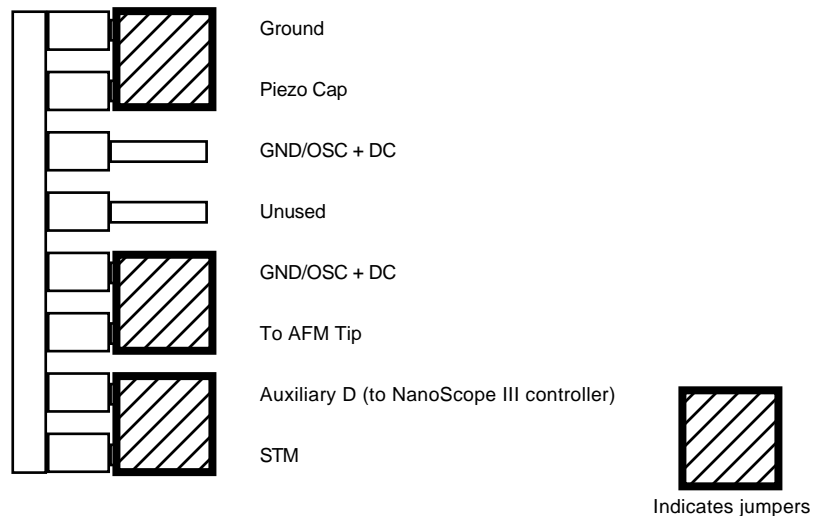 Ground
Piezo Cap
GND/OSC + DC
Unused
GND/OSC + DC
To AFM Tip
Auxiliary D (to NanoScope III controller)
STM
Indicates jumpers